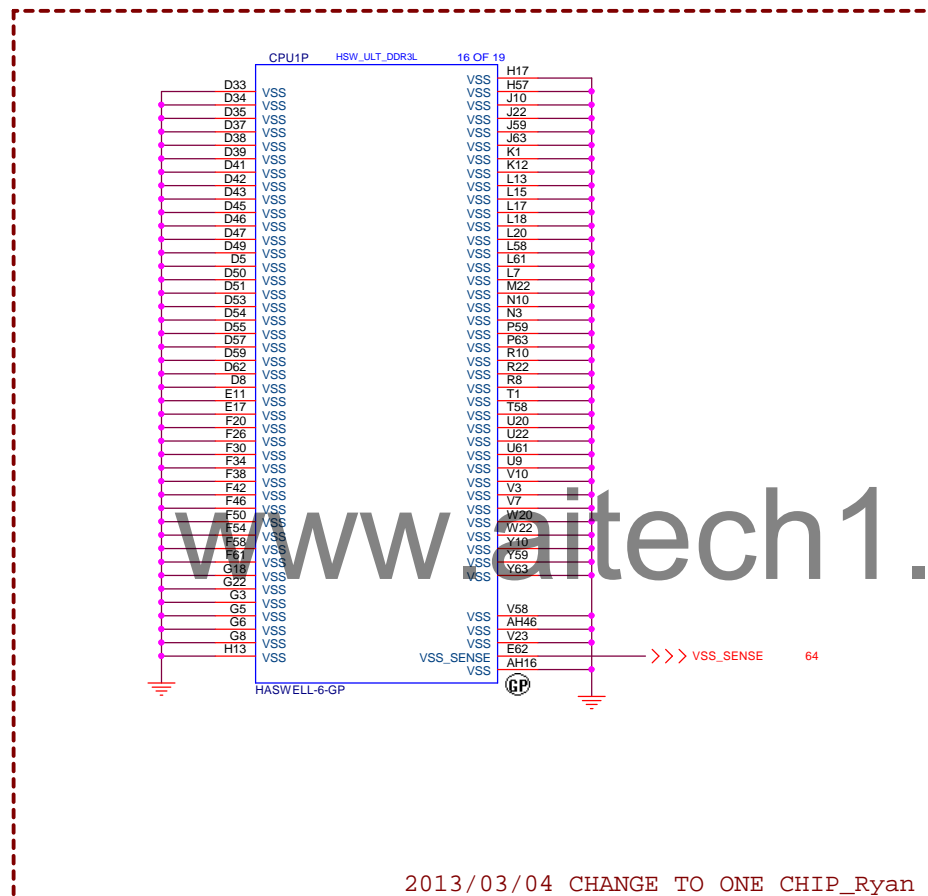 CPU1P HSW_ULT_DDR3L 16 OF 19
VSS H17
D33 VSS VSS H57
D34 VSS VSS J10
D35 VSS VSS J22
D37 VSS VSS J59
D38 VSS VSS J63
D39 VSS VSS K1
D41 VSS VSS K12
D42 VSS VSS L13
D43 VSS VSS L15
D45 VSS VSS L17
D46 VSS VSS L18
D47 VSS VSS L20
D49 VSS VSS L58
D5 VSS VSS L61
D50 VSS VSS L7
D51 VSS VSS M22
D53 VSS VSS N10
D54 VSS VSS N3
D55 VSS VSS P59
D57 VSS VSS P63
D59 VSS VSS R10
D62 VSS VSS R22
D8 VSS VSS R8
E11 VSS VSS T1
E17 VSS VSS T58
F20 VSS VSS U20
F26 VSS VSS U22
F30 VSS VSS U61
F34 VSS VSS U9
F38 VSS VSS V10
F42 VSS VSS V3
F46 VSS VSS V7
F50 VSS VSS W20
F54 VSS VSS W22
F58 VSS VSS Y10
F61 VSS VSS Y59
G18 VSS VSS Y63
G22 VSS
G3 VSS
G5 VSS VSS V58
G6 VSS VSS AH46
G8 VSS VSS V23
H13 VSS VSS_SENSE E62 VSS_SENSE 64
VSS AH16
HASWELL-6-GP GP
www.aitech1.
2013/03/04 CHANGE TO ONE CHIP_Ryan